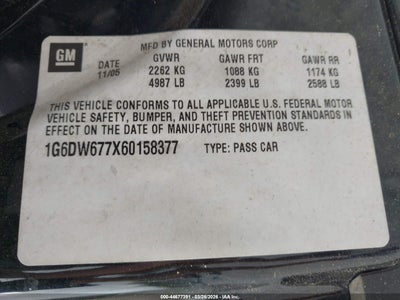 GM
MFD BY GENERAL MOTORS CORP
DATE GVWR GAWR FRT GAWR RR
11/05 2262 KG 1088 KG 1174 KG
4987 LB 2399 LB 2588 LB
THIS VEHICLE CONFORMS TO ALL APPLICABLE U.S. FEDERAL MOTOR
VEHICLE SAFETY, BUMPER, AND THEFT PREVENTION STANDARDS
IN EFFECT ON THE DATE OF MANUFACTURE SHOWN ABOVE.
1G6DW677X60158377 TYPE: PASS CAR